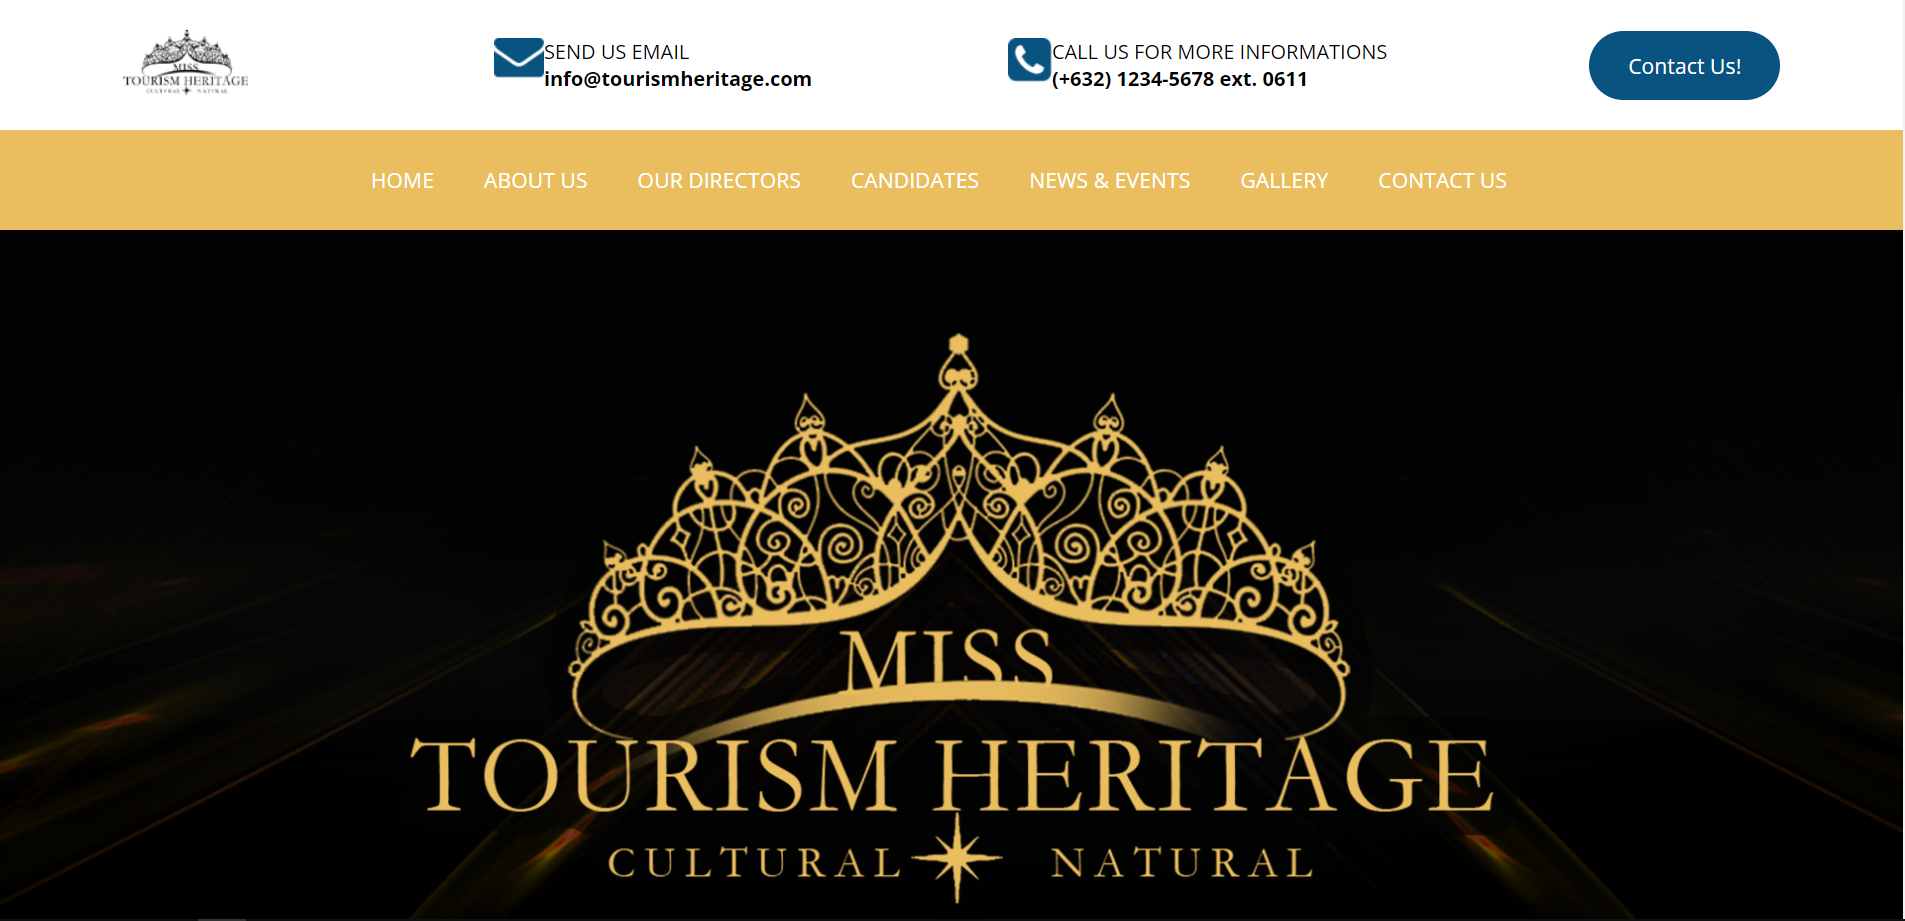 MISS
TOURISM HERITAGE
CULTURAL NATURAL
SEND US EMAIL
info@tourismheritage.com
CALL US FOR MORE INFORMATIONS
(+632) 1234-5678 ext. 0611
Contact Us!
HOME ABOUT US OUR DIRECTORS CANDIDATES NEWS & EVENTS GALLERY CONTACT US
MISS
TOURISM HERITAGE
CULTURAL NATURAL